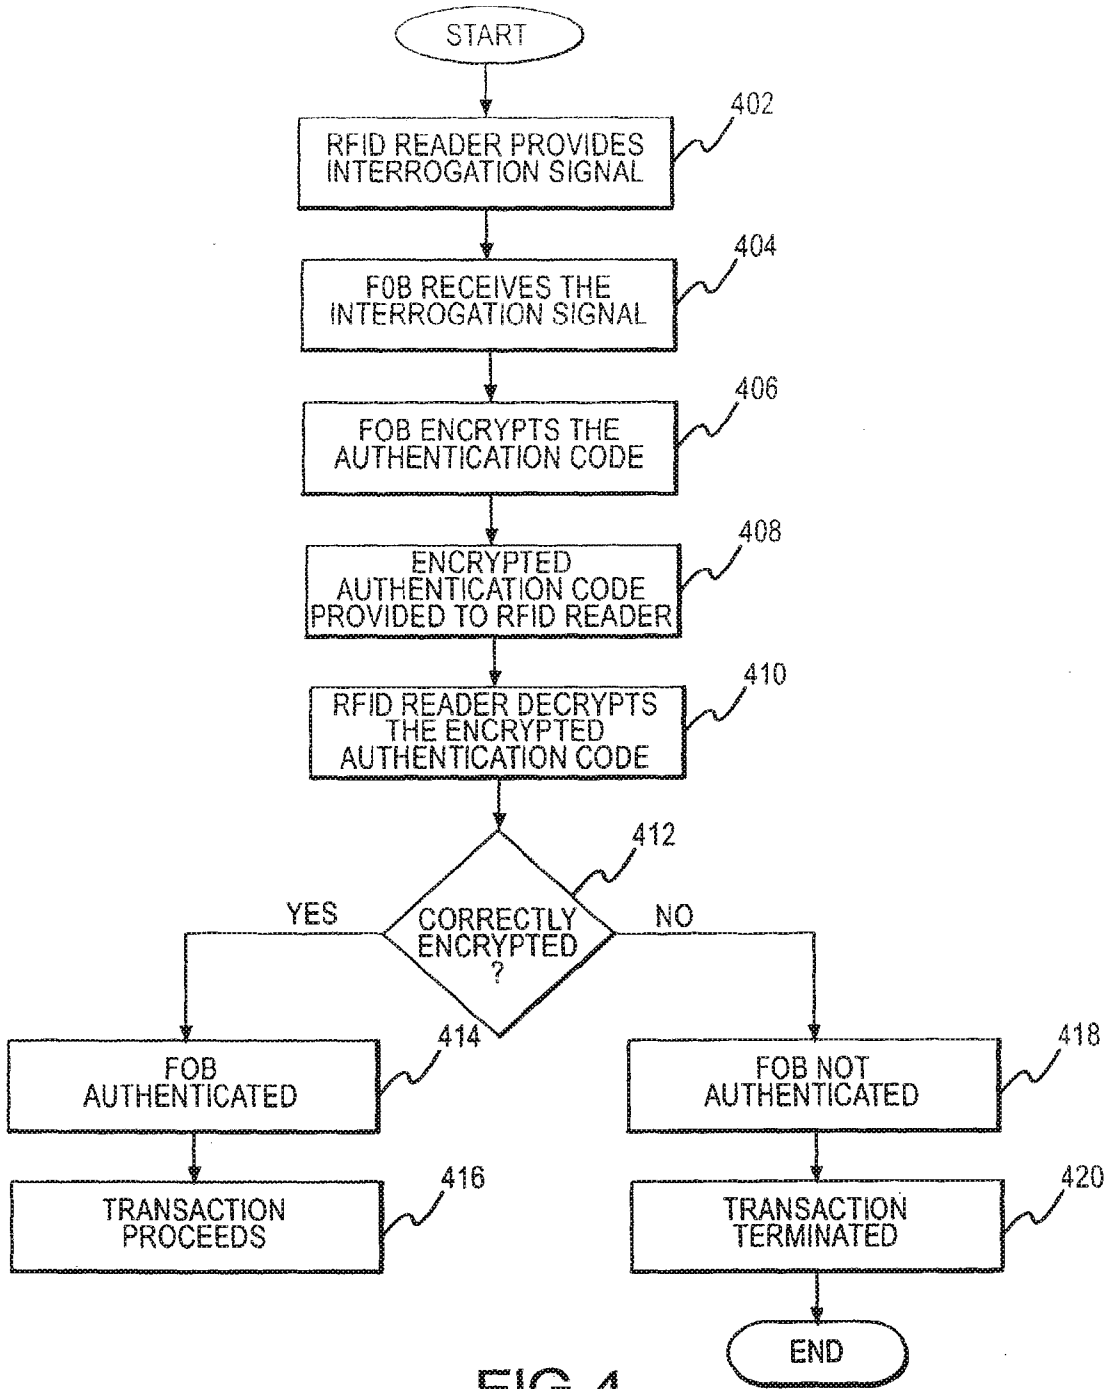 START
402
RFID READER PROVIDES
INTERROGATION SIGNAL
404
FOB RECEIVES THE
INTERROGATION SIGNAL
406
FOB ENCRYPTS THE
AUTHENTICATION CODE
408
ENCRYPTED
AUTHENTICATION CODE
PROVIDED TO RFID READER
410
RFID READER DECRYPTS
THE ENCRYPTED
AUTHENTICATION CODE
412
YES
CORRECTLY
ENCRYPTED
?
NO
414
FOB
AUTHENTICATED
418
FOB NOT
AUTHENTICATED
416
TRANSACTION
PROCEEDS
420
TRANSACTION
TERMINATED
END
FIG.4